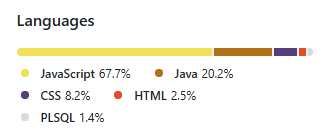 Languages
JavaScript 67.7% Java 20.2%
CSS 8.2% HTML 2.5%
PLSQL 1.4%